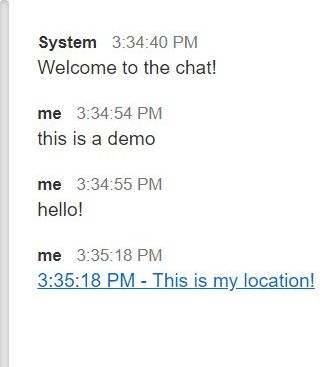 System 3:34:40 PM
Welcome to the chat!
me 3:34:54 PM
this is a demo
me 3:34:55 PM
hello!
me 3:35:18 PM
3:35:18 PM - This is my location!